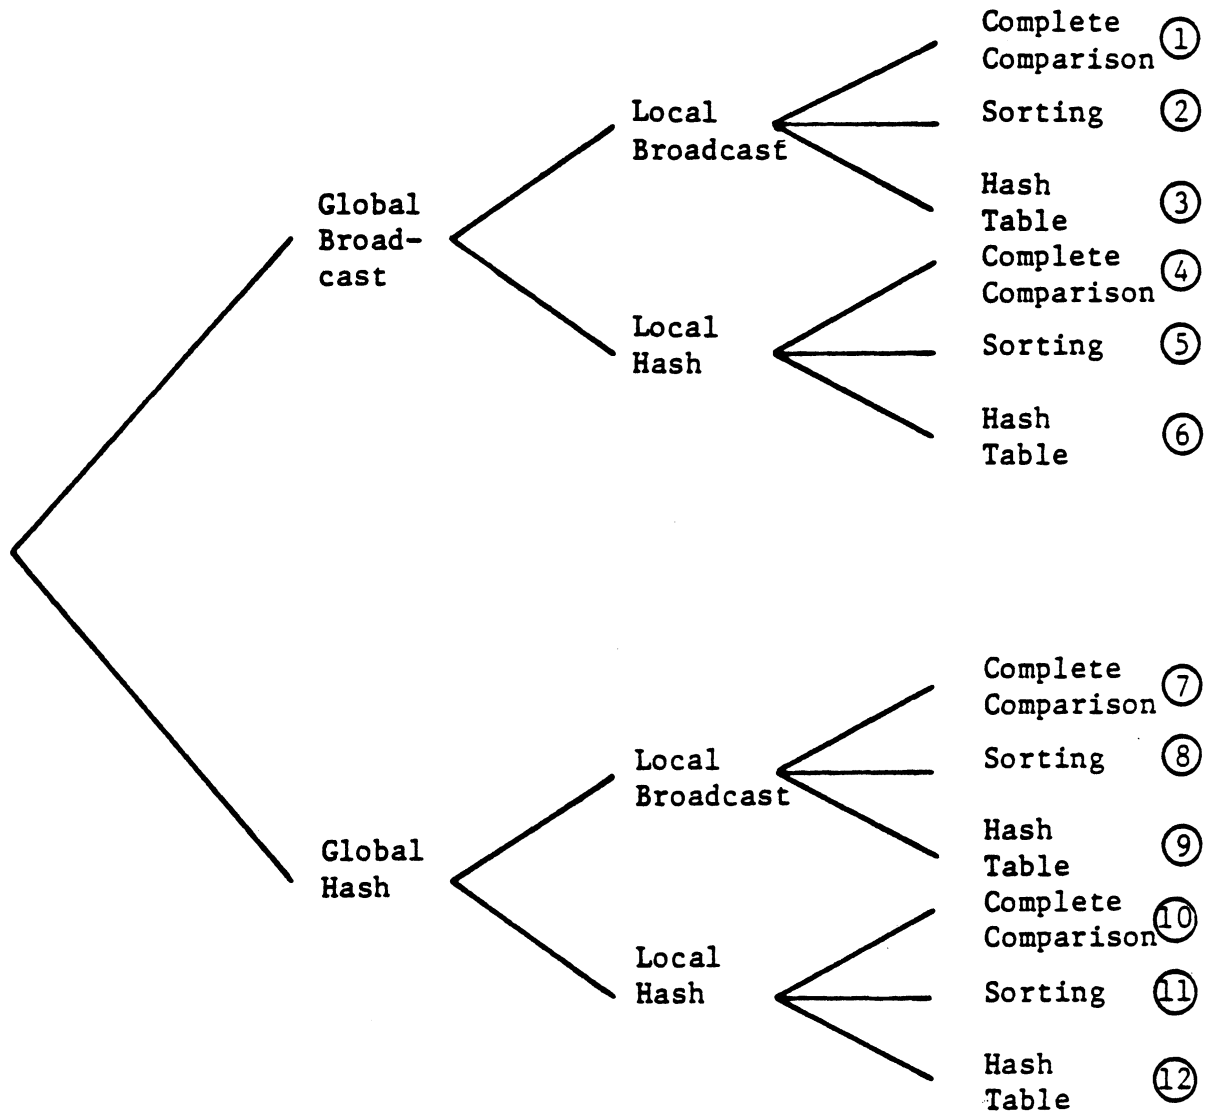 Complete
Comparison ①
Sorting ②
Local
Broadcast
Hash
Table ③
Global
Broad-
cast
Complete
Comparison ④
Local
Hash
Sorting ⑤
Hash
Table ⑥
Complete
Comparison ⑦
Local
Broadcast
Sorting ⑧
Hash
Table ⑨
Global
Hash
Complete
Comparison ⑩
Local
Hash
Sorting ⑪
Hash
Table ⑫